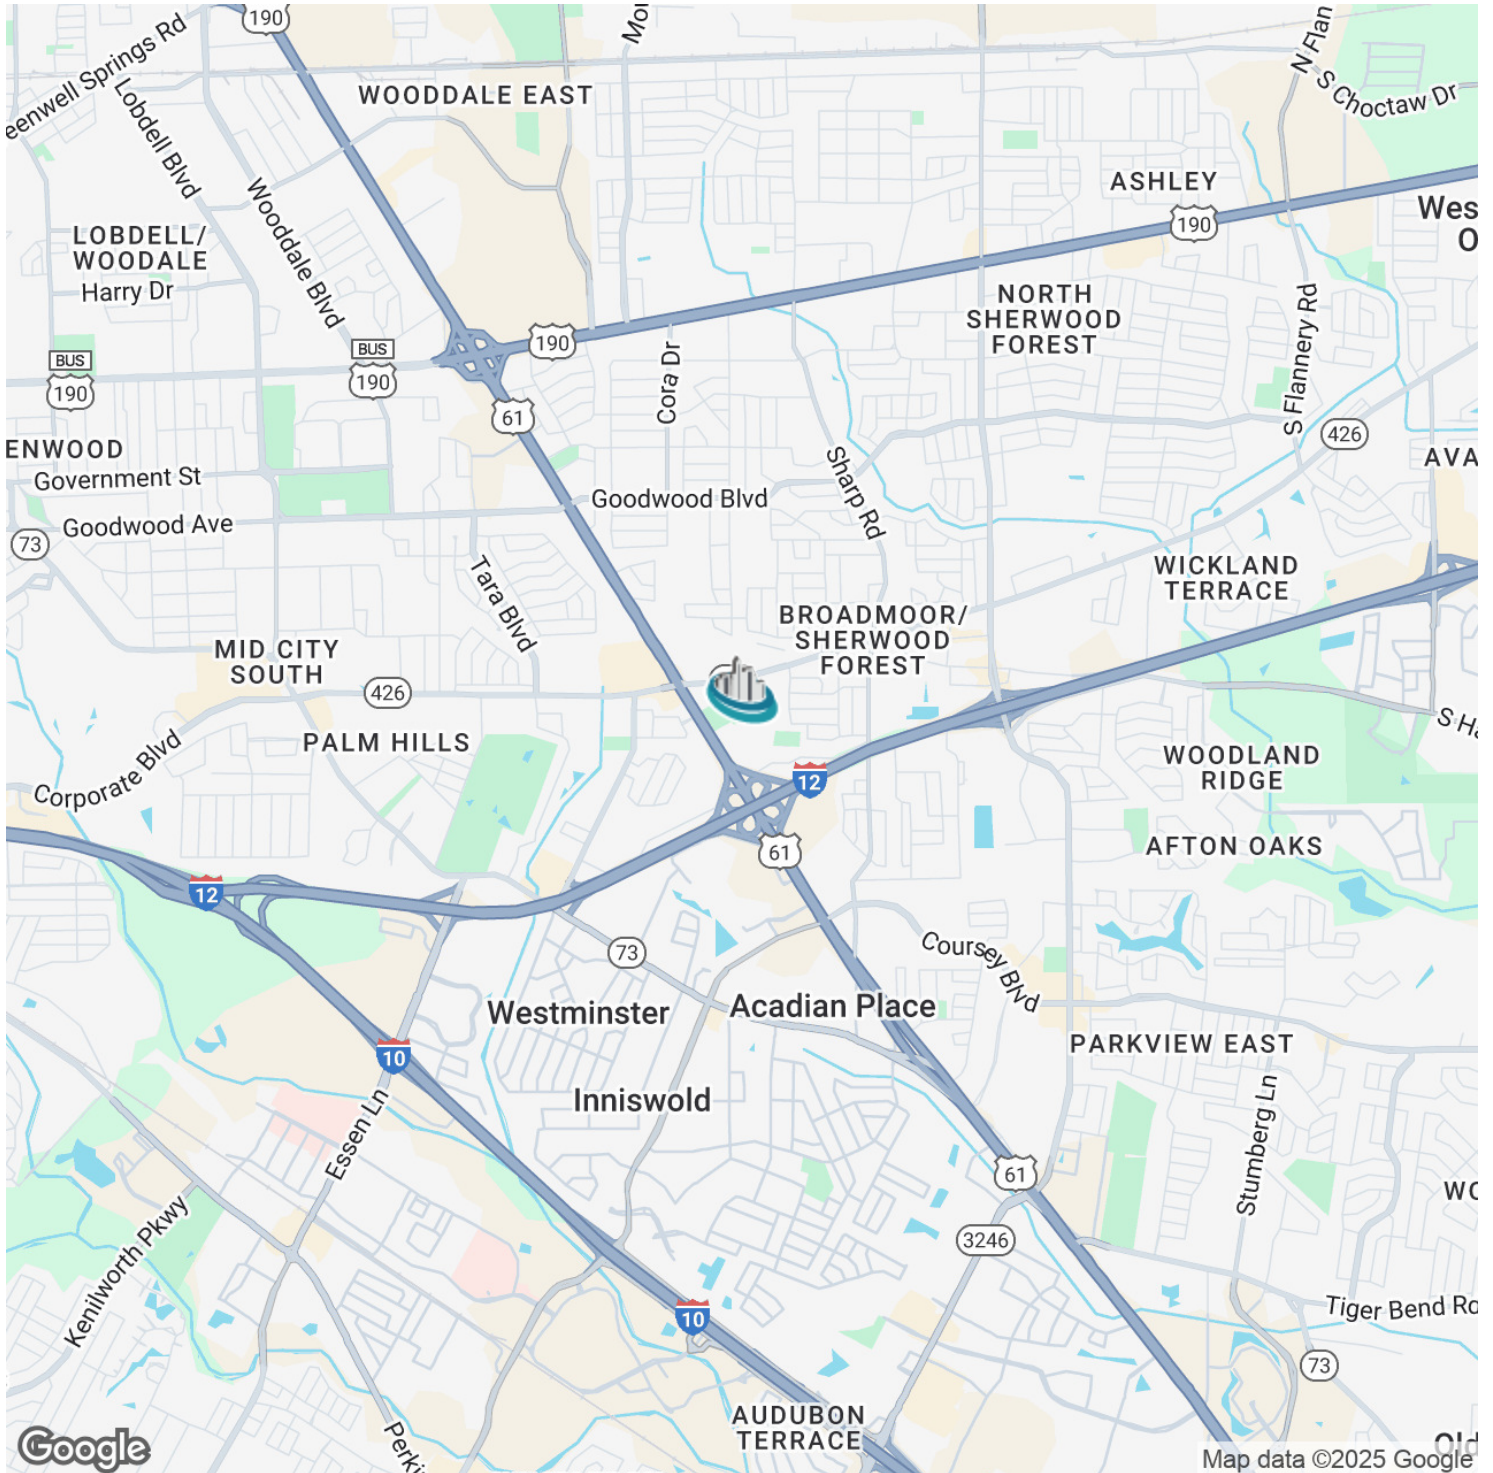 190
eenwell Springs Rd
Lobdell Blvd
WOODDALE EAST
N Flan
S Choctaw Dr
ASHLEY
190
Wes
O
Wooddale Blvd
LOBDELL/
WOODALE
Harry Dr
NORTH
SHERWOOD
FOREST
S Flannery Rd
BUS
190
BUS
190
190
Cora Dr
61
426
ENWOOD
Government St
AVA
Sharp Rd
Goodwood Blvd
Goodwood Ave
73
Tara Blvd
WICKLAND
TERRACE
BROADMOOR/
SHERWOOD
FOREST
MID CITY
SOUTH
426
PALM HILLS
Corporate Blvd
S Ha
WOODLAND
RIDGE
12
61
AFTON OAKS
12
73
Coursey Blvd
Westminster
Acadian Place
PARKVIEW EAST
10
Inniswold
Essen Ln
Stumberg Ln
61
WO
Kenilworth Pkwy
3246
10
Tiger Bend Rd
73
AUDUBON
TERRACE
Perki
Old
Google
Map data ©2025 Google